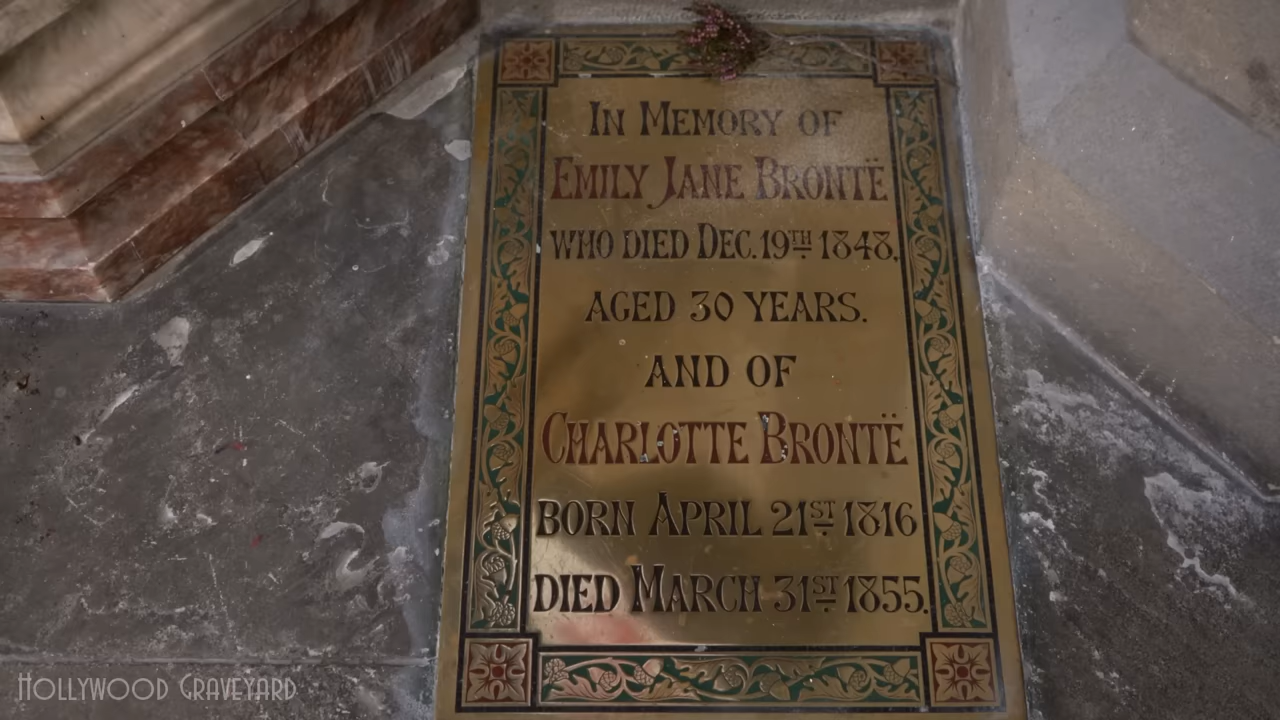 In Memory of
Emily Jane Brontë
who died Dec. 19th 1848,
aged 30 years.
and of
Charlotte Brontë
born April 21st 1816
died March 31st 1855.
Hollywood Graveyard